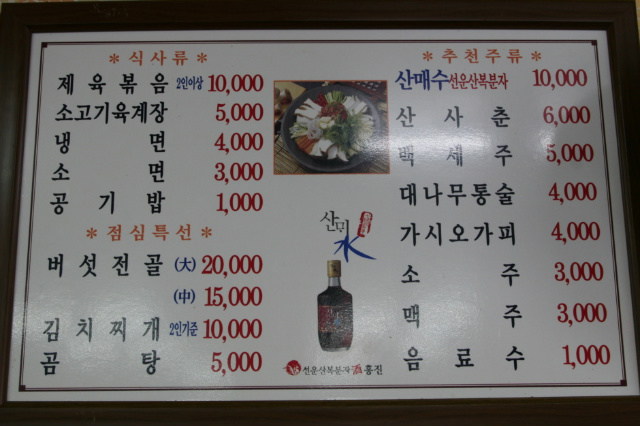 * 식사류 *
제육볶음 2인이상 10,000
소고기육계장 5,000
냉면 4,000
소면 3,000
공기밥 1,000
* 점심특선 *
버섯전골 (大) 20,000
(中) 15,000
김치찌개 2인기준 10,000
곰탕 5,000
산미水
선운산복분자 酒 흥진
* 추천주류 *
산매수 선운산복분자 10,000
산사춘 6,000
백세주 5,000
대나무통술 4,000
가시오가피 4,000
소주 3,000
맥주 3,000
음료수 1,000